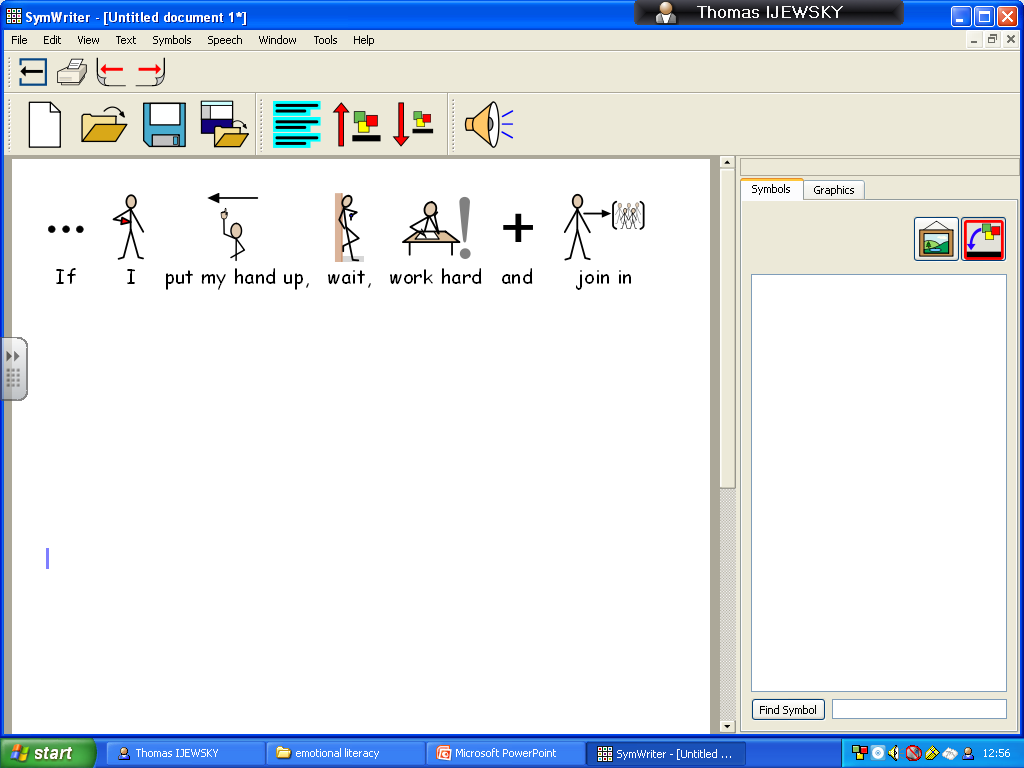 SymWriter - [Untitled document 1*]
Thomas IJEWSKY
File Edit View Text Symbols Speech Window Tools Help
Symbols Graphics
If I put my hand up, wait, work hard and join in
Find Symbol
start Thomas IJEWSKY emotional literacy Microsoft PowerPoint SymWriter - [Untitled ... 12:56